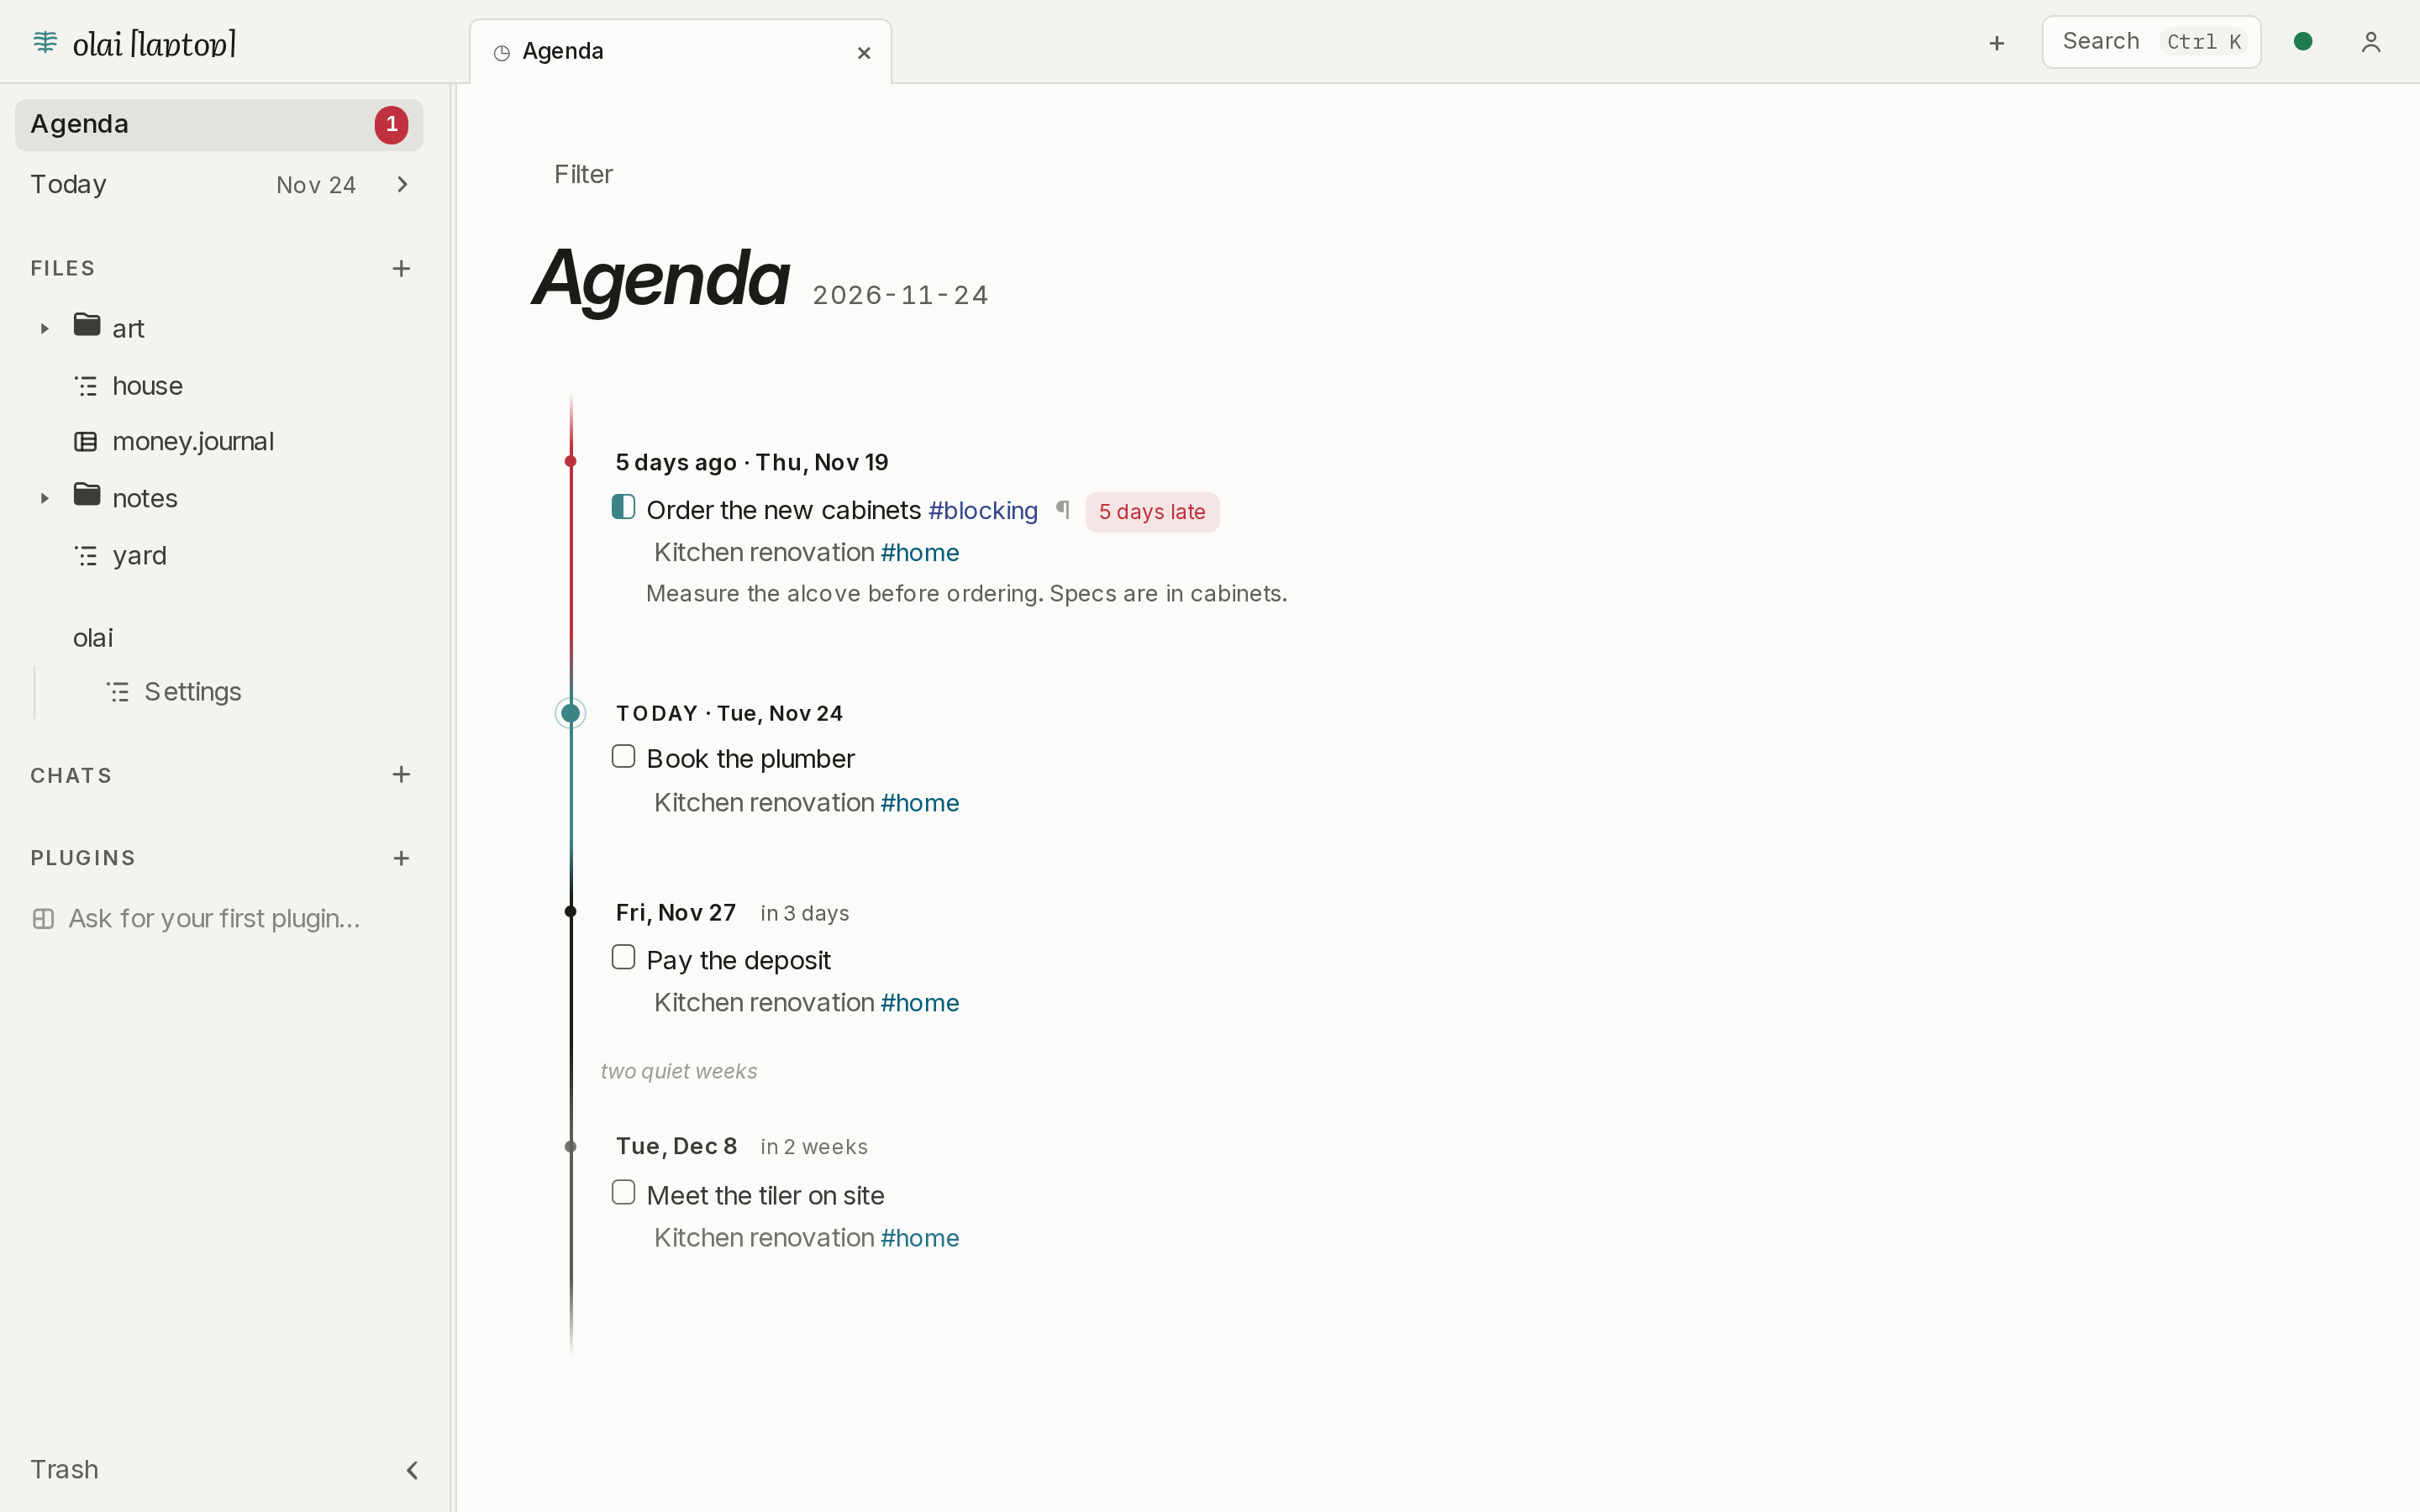 olai [laptop]
Agenda
Search Ctrl K
Agenda 1
Today Nov 24
Filter
FILES
Agenda 2026-11-24
art
house
money.journal
notes
yard
olai
Settings
CHATS
PLUGINS
Ask for your first plugin...
Trash
5 days ago · Thu, Nov 19
Order the new cabinets #blocking ¶ 5 days late
Kitchen renovation #home
Measure the alcove before ordering. Specs are in cabinets.
TODAY · Tue, Nov 24
Book the plumber
Kitchen renovation #home
Fri, Nov 27 in 3 days
Pay the deposit
Kitchen renovation #home
two quiet weeks
Tue, Dec 8 in 2 weeks
Meet the tiler on site
Kitchen renovation #home